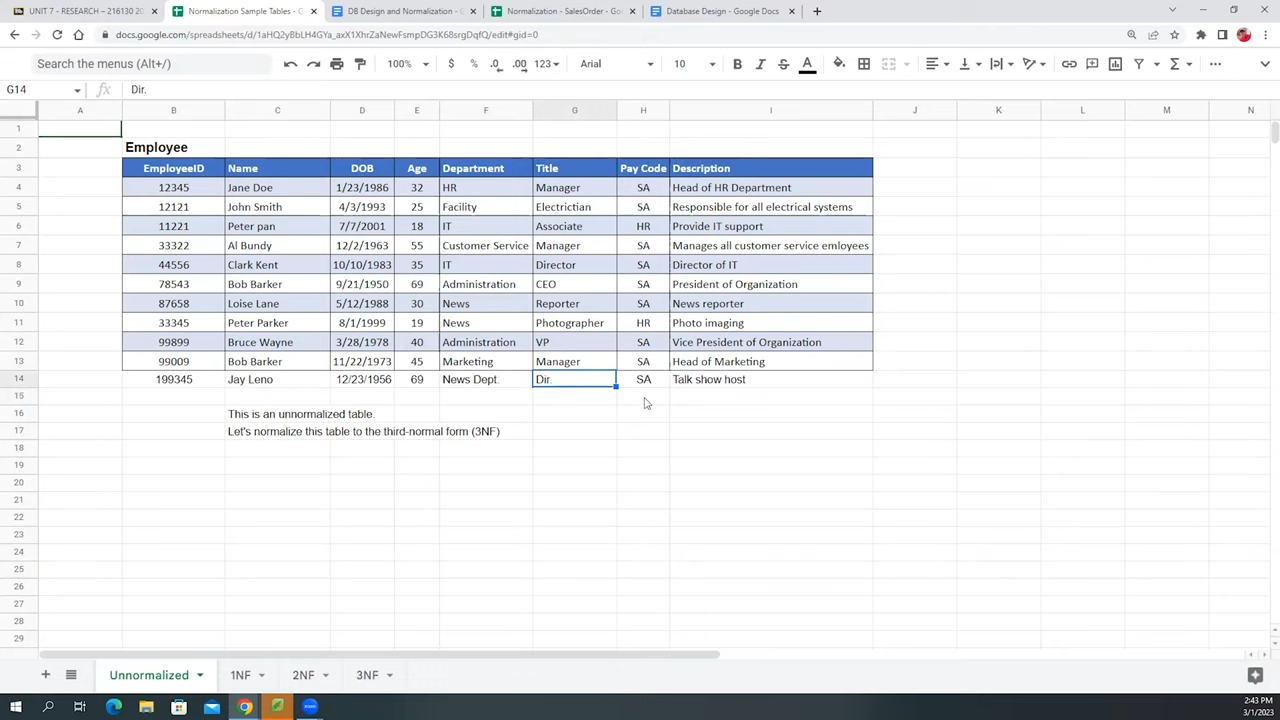 UNIT 7 - RESEARCH – 216130 20
Normalization Sample Tables - G
DB Design and Normalization - G
Normalization - SalesOrder - Goo
Database Design - Google Docs
docs.google.com/spreadsheets/d/1aHQ2yBbLH4GYa_axX1XhrZaNewFsmpDG3K68srgDqfQ/edit#gid=0
Search the menus (Alt+/)
100%
$
%
.0
.00
123
Arial
10
B
I
S
A
G14
fx
Dir.
A B C D E F G H I J K L M N
1
2 Employee
3 EmployeeID Name DOB Age Department Title Pay Code Description
4 12345 Jane Doe 1/23/1986 32 HR Manager SA Head of HR Department
5 12121 John Smith 4/3/1993 25 Facility Electrictian SA Responsible for all electrical systems
6 11221 Peter pan 7/7/2001 18 IT Associate HR Provide IT support
7 33322 Al Bundy 12/2/1963 55 Customer Service Manager SA Manages all customer service emloyees
8 44556 Clark Kent 10/10/1983 35 IT Director SA Director of IT
9 78543 Bob Barker 9/21/1950 69 Administration CEO SA President of Organization
10 87658 Loise Lane 5/12/1988 30 News Reporter SA News reporter
11 33345 Peter Parker 8/1/1999 19 News Photographer HR Photo imaging
12 99899 Bruce Wayne 3/28/1978 40 Administration VP SA Vice President of Organization
13 99009 Bob Barker 11/22/1973 45 Marketing Manager SA Head of Marketing
14 199345 Jay Leno 12/23/1956 69 News Dept. Dir. SA Talk show host
15
16 This is an unnormalized table.
17 Let's normalize this table to the third-normal form (3NF)
18
19
20
21
22
23
24
25
26
27
28
29
Unnormalized 1NF 2NF 3NF
2:43 PM
3/1/2023